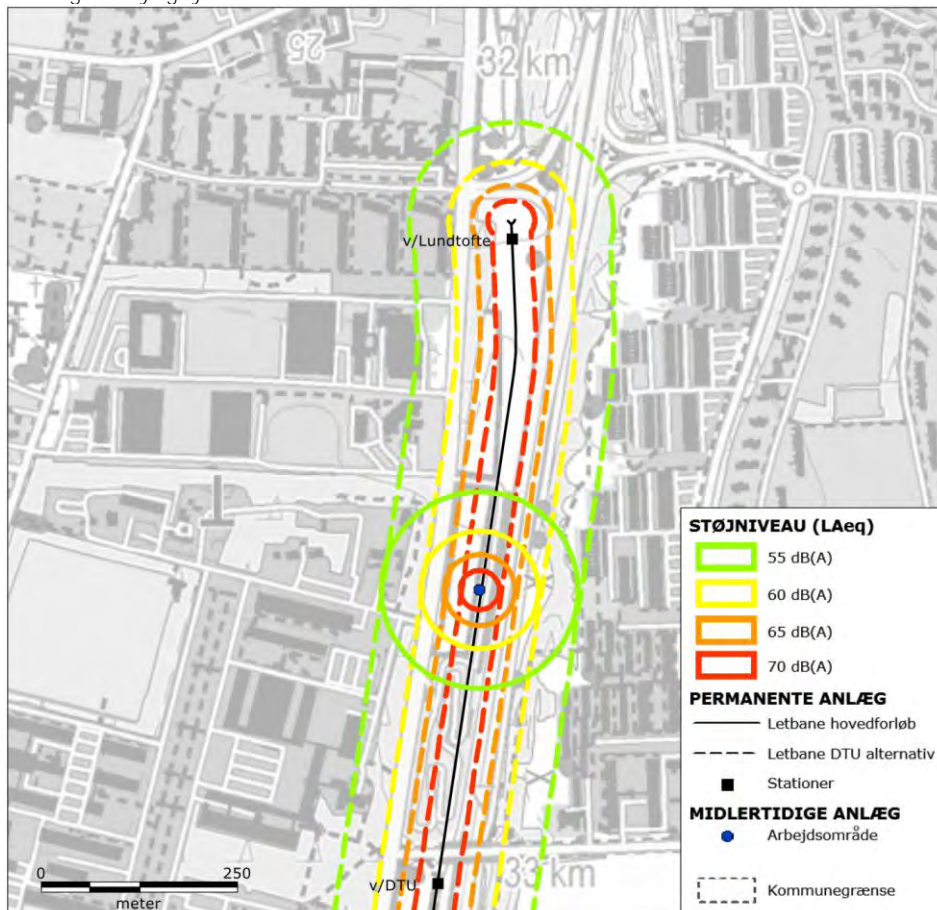 25
32 km
v/Lundtofte
STØJNIVEAU (LAeq)
55 dB(A)
60 dB(A)
65 dB(A)
70 dB(A)
PERMANENTE ANLÆG
Letbane hovedforløb
Letbane DTU alternativ
Stationer
MIDLERTIDIGE ANLÆG
Arbejdsområde
Kommunegrænse
v/DTU
33 km
0 250
meter